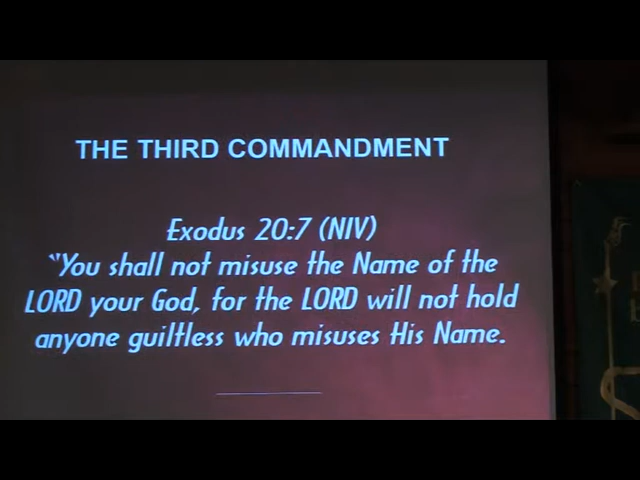 THE THIRD COMMANDMENT
Exodus 20:7 (NIV)
"You shall not misuse the Name of the
LORD your God, for the LORD will not hold
anyone guiltless who misuses His Name.